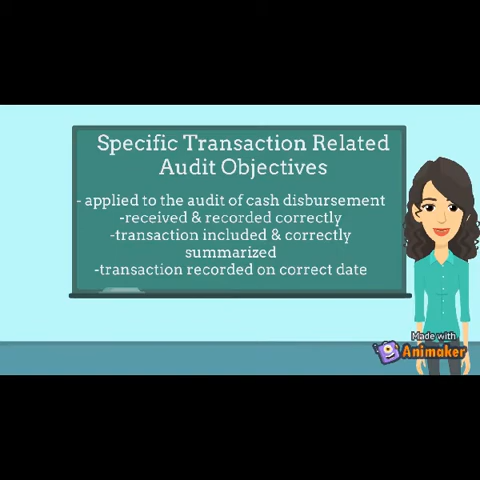 Specific Transaction Related
Audit Objectives
- applied to the audit of cash disbursement
-received & recorded correctly
-transaction included & correctly
summarized
-transaction recorded on correct date
Made with
Animaker